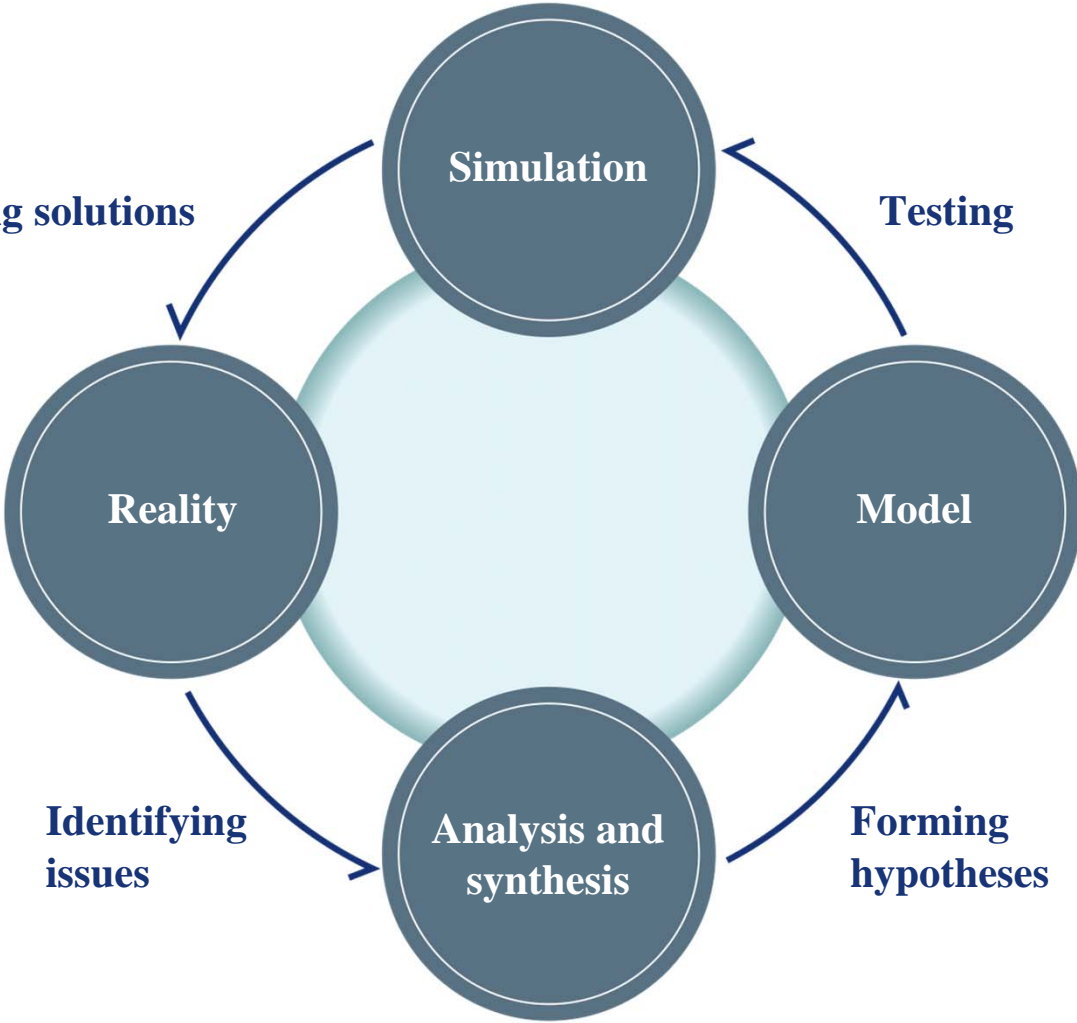 Simulation
solutions
Testing
Reality
Model
Identifying
issues
Analysis and
synthesis
Forming
hypotheses